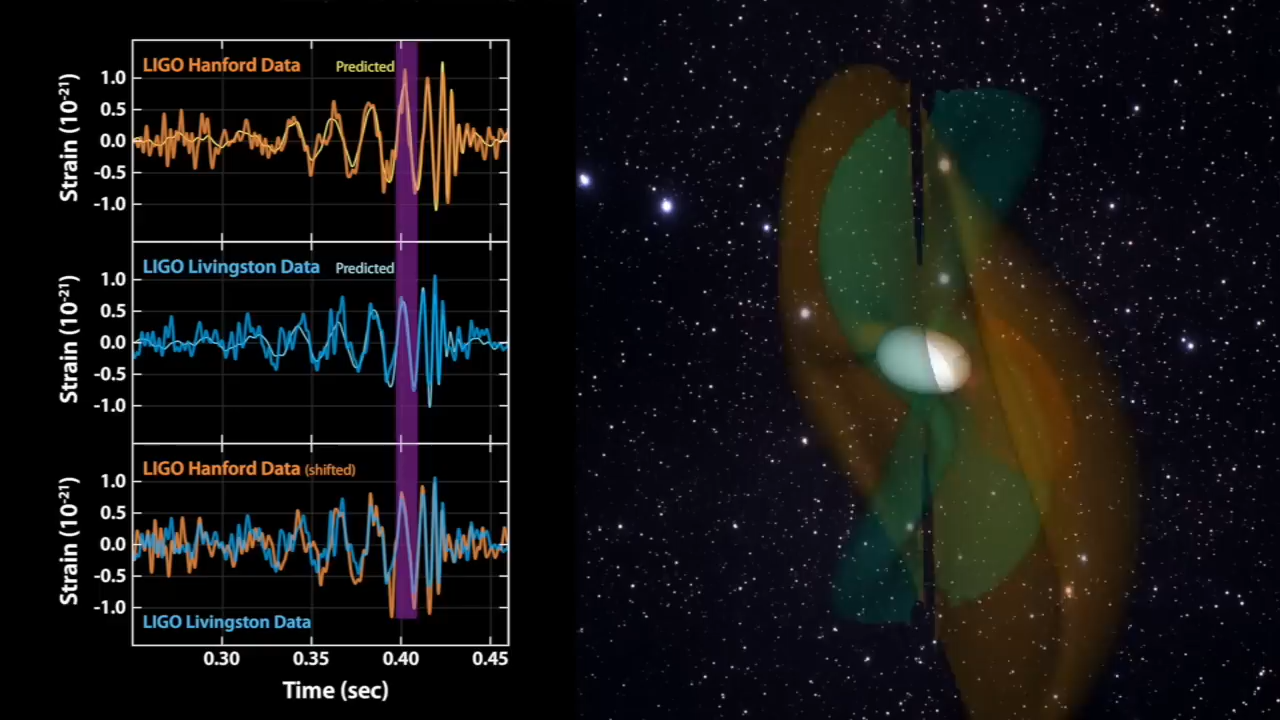 LIGO Hanford Data Predicted
1.0
0.5
0.0
-0.5
-1.0
Strain (10⁻²¹)
LIGO Livingston Data Predicted
1.0
0.5
0.0
-0.5
-1.0
Strain (10⁻²¹)
LIGO Hanford Data (shifted)
1.0
0.5
0.0
-0.5
-1.0
Strain (10⁻²¹)
LIGO Livingston Data
0.30 0.35 0.40 0.45
Time (sec)